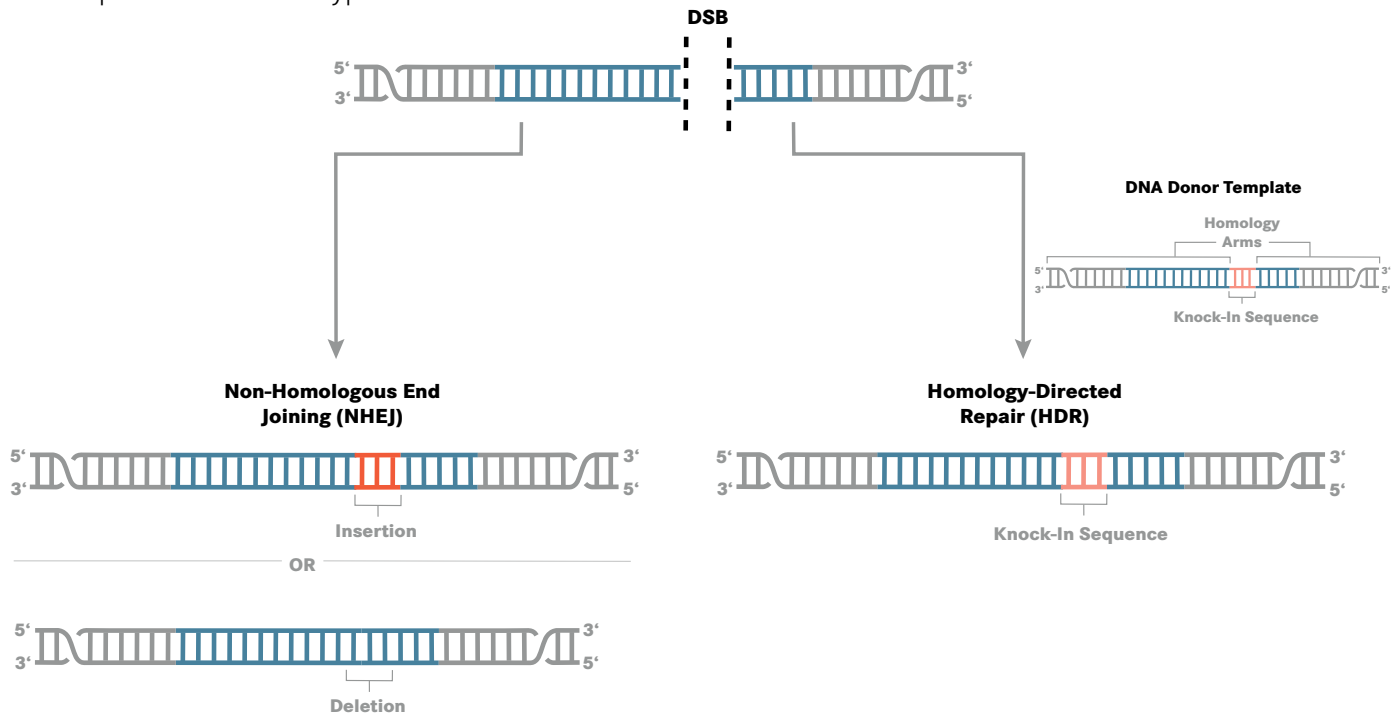 DSB
5‘ 3‘
3‘ 5‘
DNA Donor Template
Homology
Arms
5‘ 3‘
3‘ 5‘
Knock-In Sequence
Non-Homologous End
Joining (NHEJ)
5‘ 3‘
3‘ 5‘
Insertion
OR
5‘ 3‘
3‘ 5‘
Deletion
Homology-Directed
Repair (HDR)
5‘ 3‘
3‘ 5‘
Knock-In Sequence